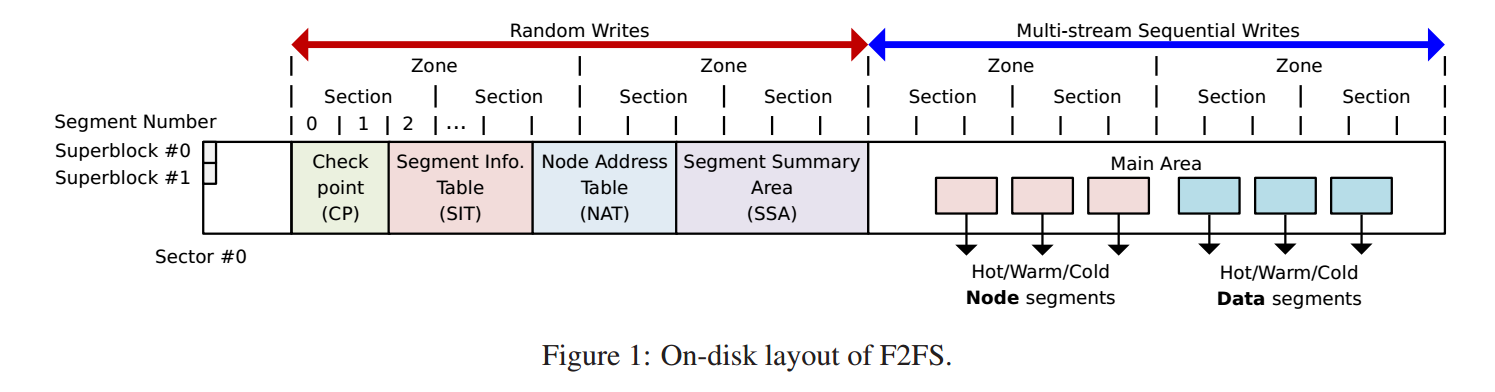 Random Writes
Multi-stream Sequential Writes
Zone Zone Zone Zone
Section Section Section Section Section Section Section Section
Segment Number 0 1 2 ...
Superblock #0
Superblock #1
Check
point
(CP)
Segment Info.
Table
(SIT)
Node Address
Table
(NAT)
Segment Summary
Area
(SSA)
Main Area
Sector #0
Hot/Warm/Cold
Node segments
Hot/Warm/Cold
Data segments
Figure 1: On-disk layout of F2FS.